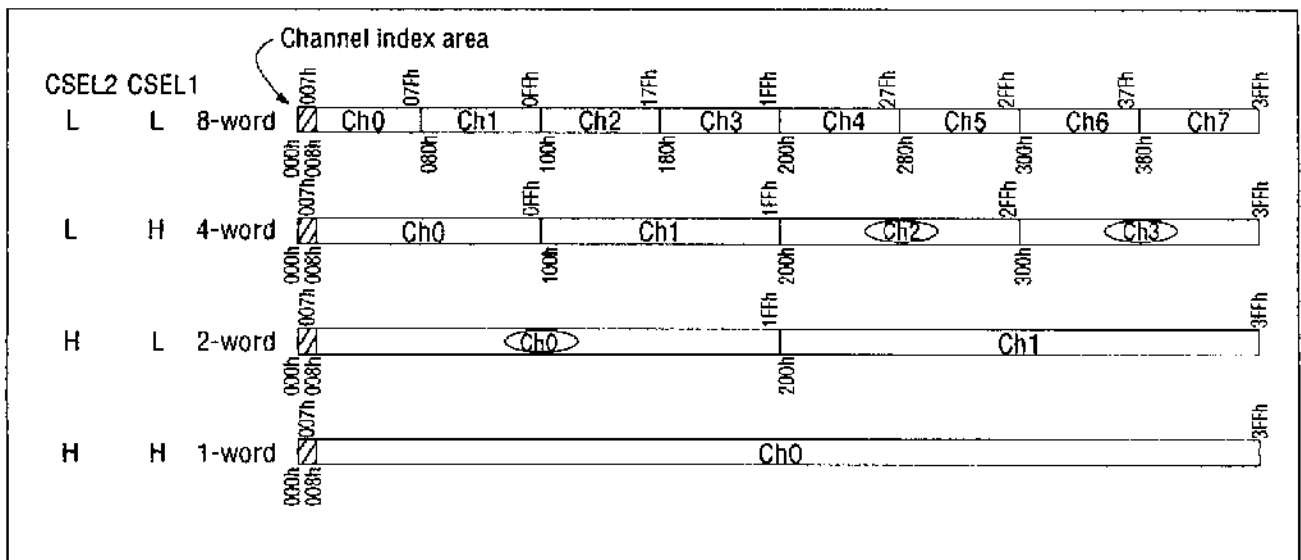 Channel index area
CSEL2 CSEL1
007h 07Fh 0FFh 17Fh 1FFh 27Fh 2FFh 37Fh 3FFh
L L 8-word Ch0 Ch1 Ch2 Ch3 Ch4 Ch5 Ch6 Ch7
000h 008h 080h 100h 180h 200h 280h 300h 380h
007h 0FFh 1FFh 2FFh 3FFh
L H 4-word Ch0 Ch1 Ch2 Ch3
000h 008h 100h 200h 300h
007h 1FFh 3FFh
H L 2-word Ch0 Ch1
000h 008h 200h
007h 3FFh
H H 1-word Ch0
000h 008h